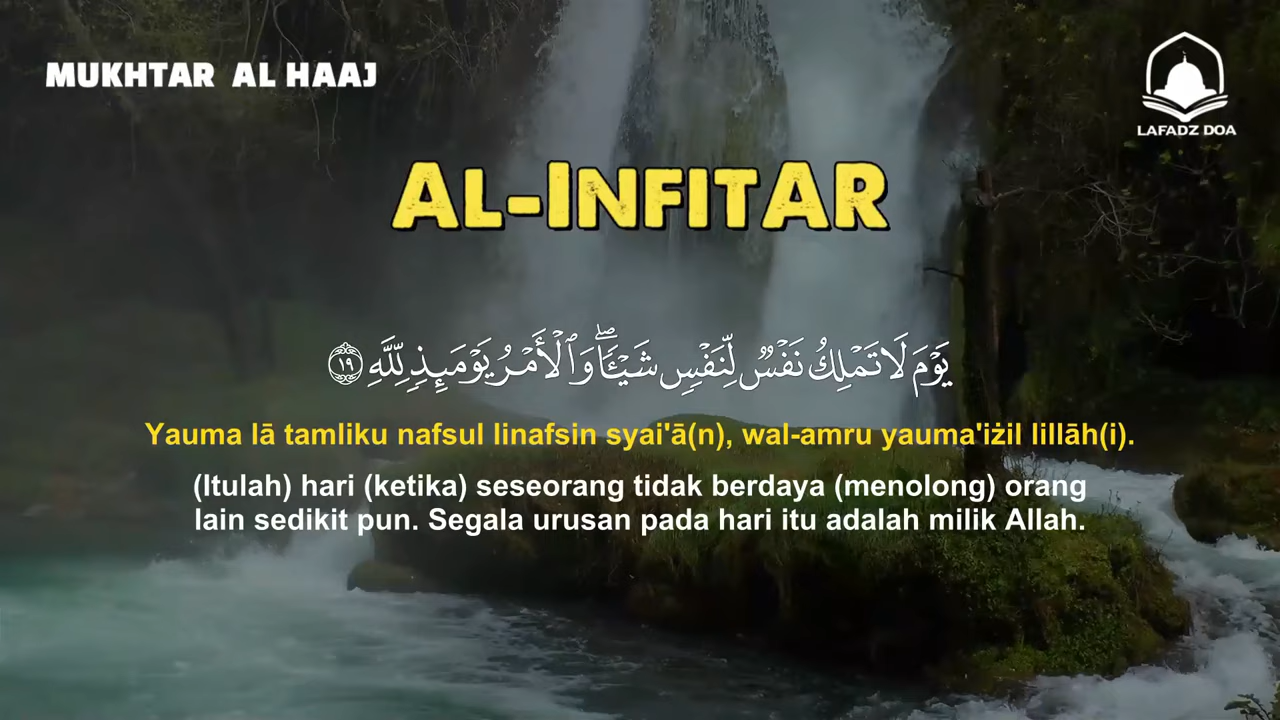 MUKHTAR AL HAAJ
LAFADZ DOA
AL-INFITAR
يَوْمَ لَا تَمْلِكُ نَفْسٌ لِّنَفْسٍ شَيْـًٔاۖ وَٱلْأَمْرُ يَوْمَئِذٍ لِّلَّهِ ١٩
Yauma lā tamliku nafsul linafsin syai'ā(n), wal-amru yauma'iżil lillāh(i).
(Itulah) hari (ketika) seseorang tidak berdaya (menolong) orang
lain sedikit pun. Segala urusan pada hari itu adalah milik Allah.